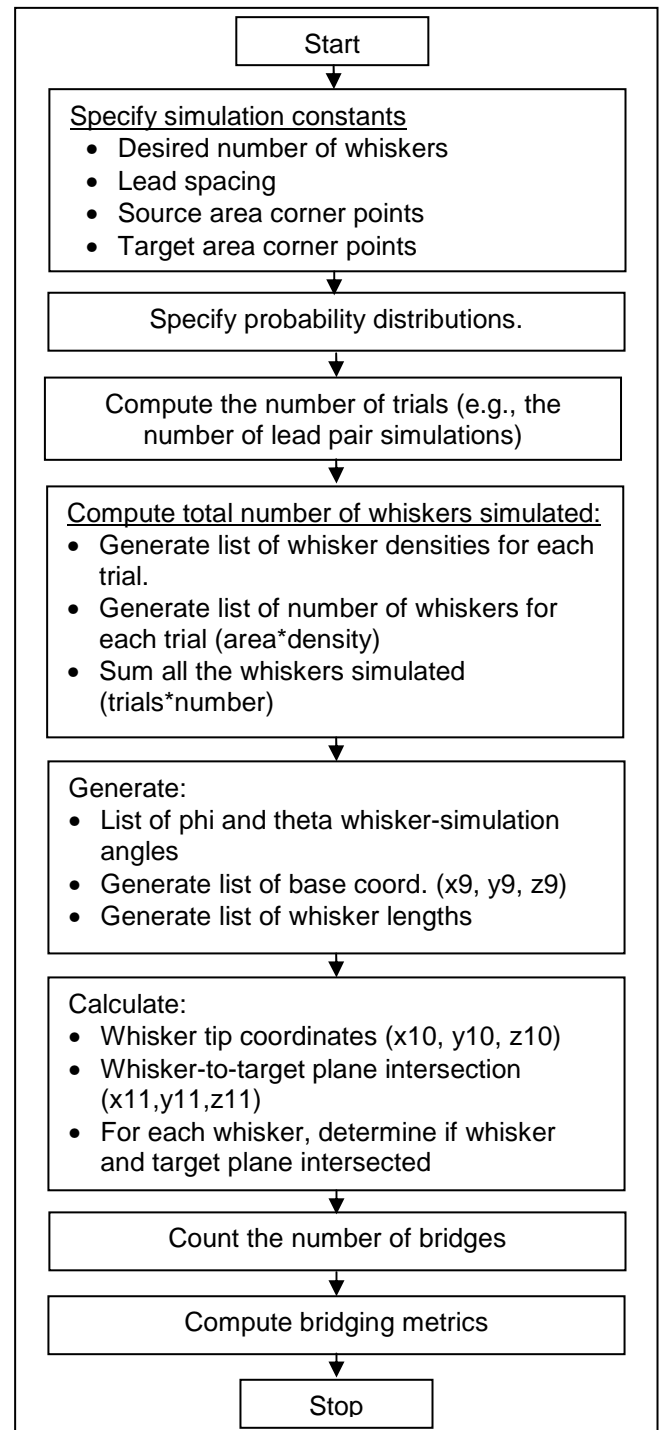 Start
Specify simulation constants
• Desired number of whiskers
• Lead spacing
• Source area corner points
• Target area corner points
Specify probability distributions.
Compute the number of trials (e.g., the
number of lead pair simulations)
Compute total number of whiskers simulated:
• Generate list of whisker densities for each
trial.
• Generate list of number of whiskers for
each trial (area*density)
• Sum all the whiskers simulated
(trials*number)
Generate:
• List of phi and theta whisker-simulation
angles
• Generate list of base coord. (x9, y9, z9)
• Generate list of whisker lengths
Calculate:
• Whisker tip coordinates (x10, y10, z10)
• Whisker-to-target plane intersection
(x11,y11,z11)
• For each whisker, determine if whisker
and target plane intersected
Count the number of bridges
Compute bridging metrics
Stop